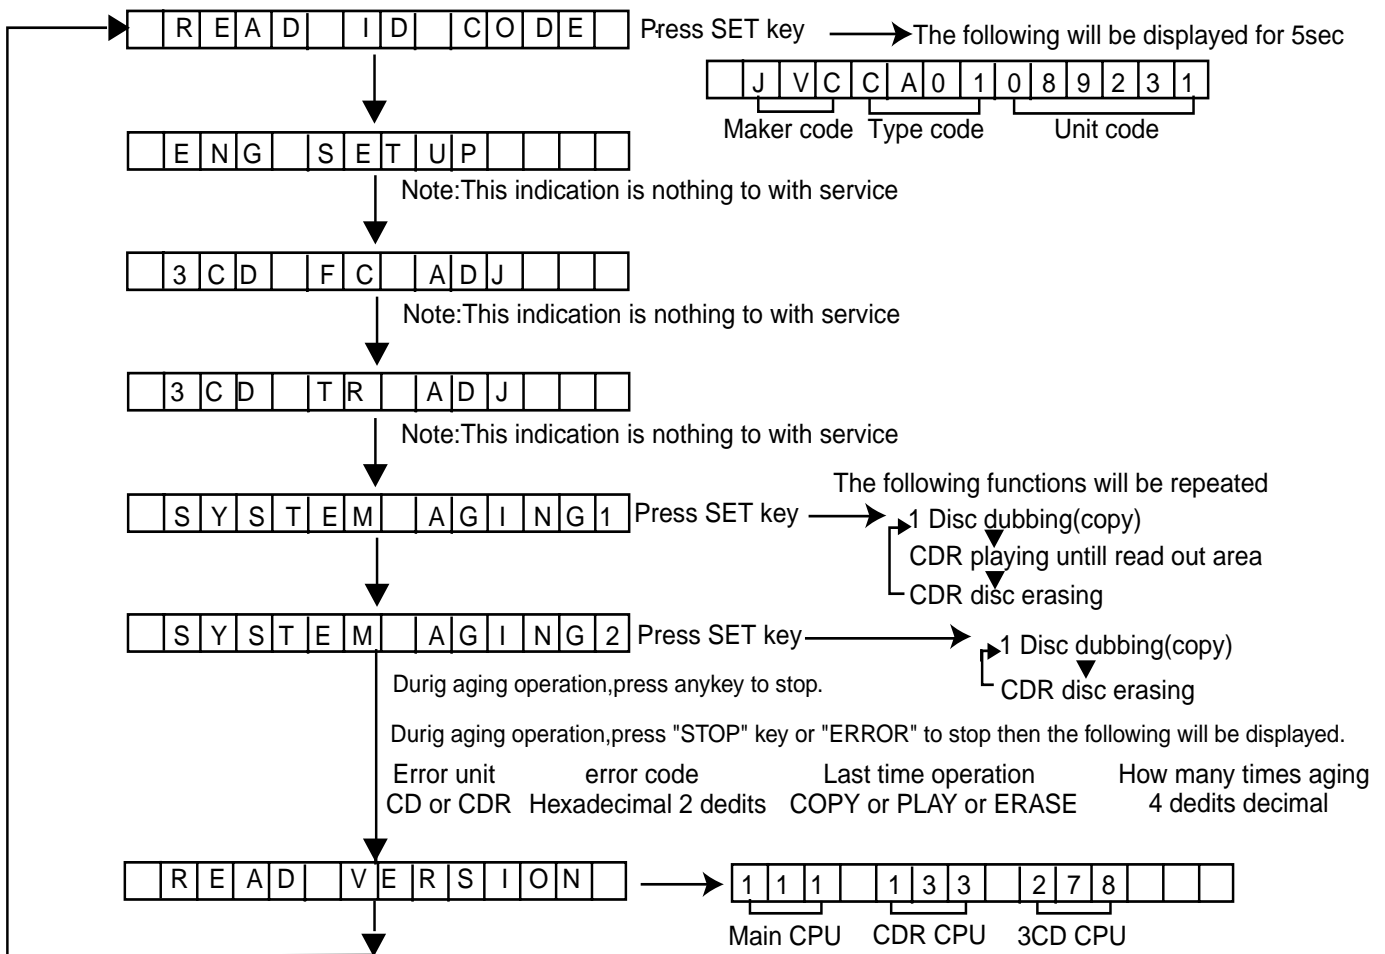 READ ID CODE Press SET key The following will be displayed for 5sec
JVCCA01089231
Maker code Type code Unit code
ENG SETUP
Note:This indication is nothing to with service
3CD FC ADJ
Note:This indication is nothing to with service
3CD TR ADJ
Note:This indication is nothing to with service
The following functions will be repeated
SYSTEM AGING1 Press SET key 1 Disc dubbing(copy)
CDR playing untill read out area
CDR disc erasing
SYSTEM AGING2 Press SET key 1 Disc dubbing(copy)
CDR disc erasing
Durig aging operation,press anykey to stop.
Durig aging operation,press "STOP" key or "ERROR" to stop then the following will be displayed.
Error unit error code Last time operation How many times aging
CD or CDR Hexadecimal 2 dedits COPY or PLAY or ERASE 4 dedits decimal
READ VERSION 111 133 278
Main CPU CDR CPU 3CD CPU